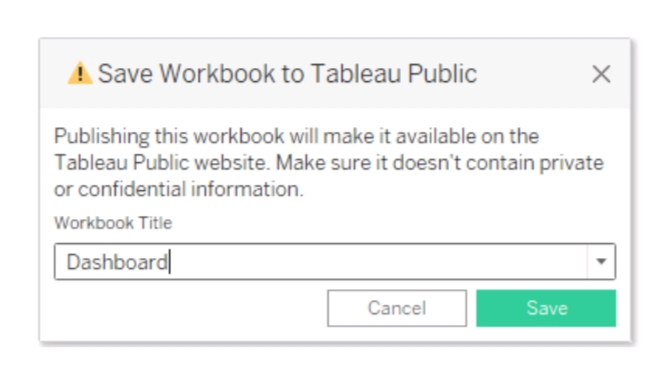 Save Workbook to Tableau Public
Publishing this workbook will make it available on the
Tableau Public website. Make sure it doesn't contain private
or confidential information.
Workbook Title
Dashboard
Cancel
Save